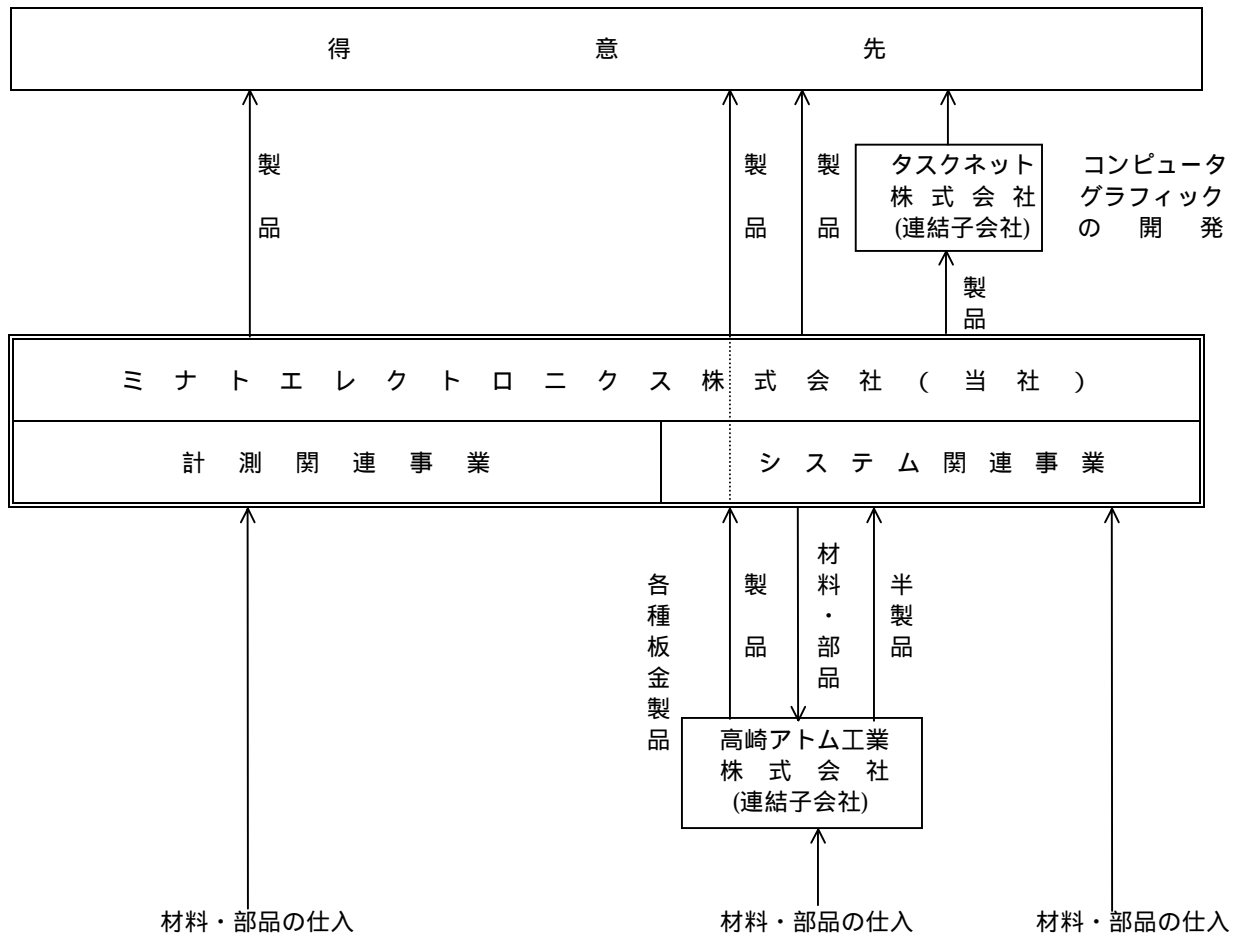 得意先
製品
製品
製品
タスクネット
株式会社
(連結子会社)
コンピュータ
グラフィック
の開発
製品
ミナトエレクトロニクス株式会社(当社)
計測関連事業
システム関連事業
各種板金製品
製品
材料・部品
半製品
高崎アトム工業
株式会社
(連結子会社)
材料・部品の仕入
材料・部品の仕入
材料・部品の仕入